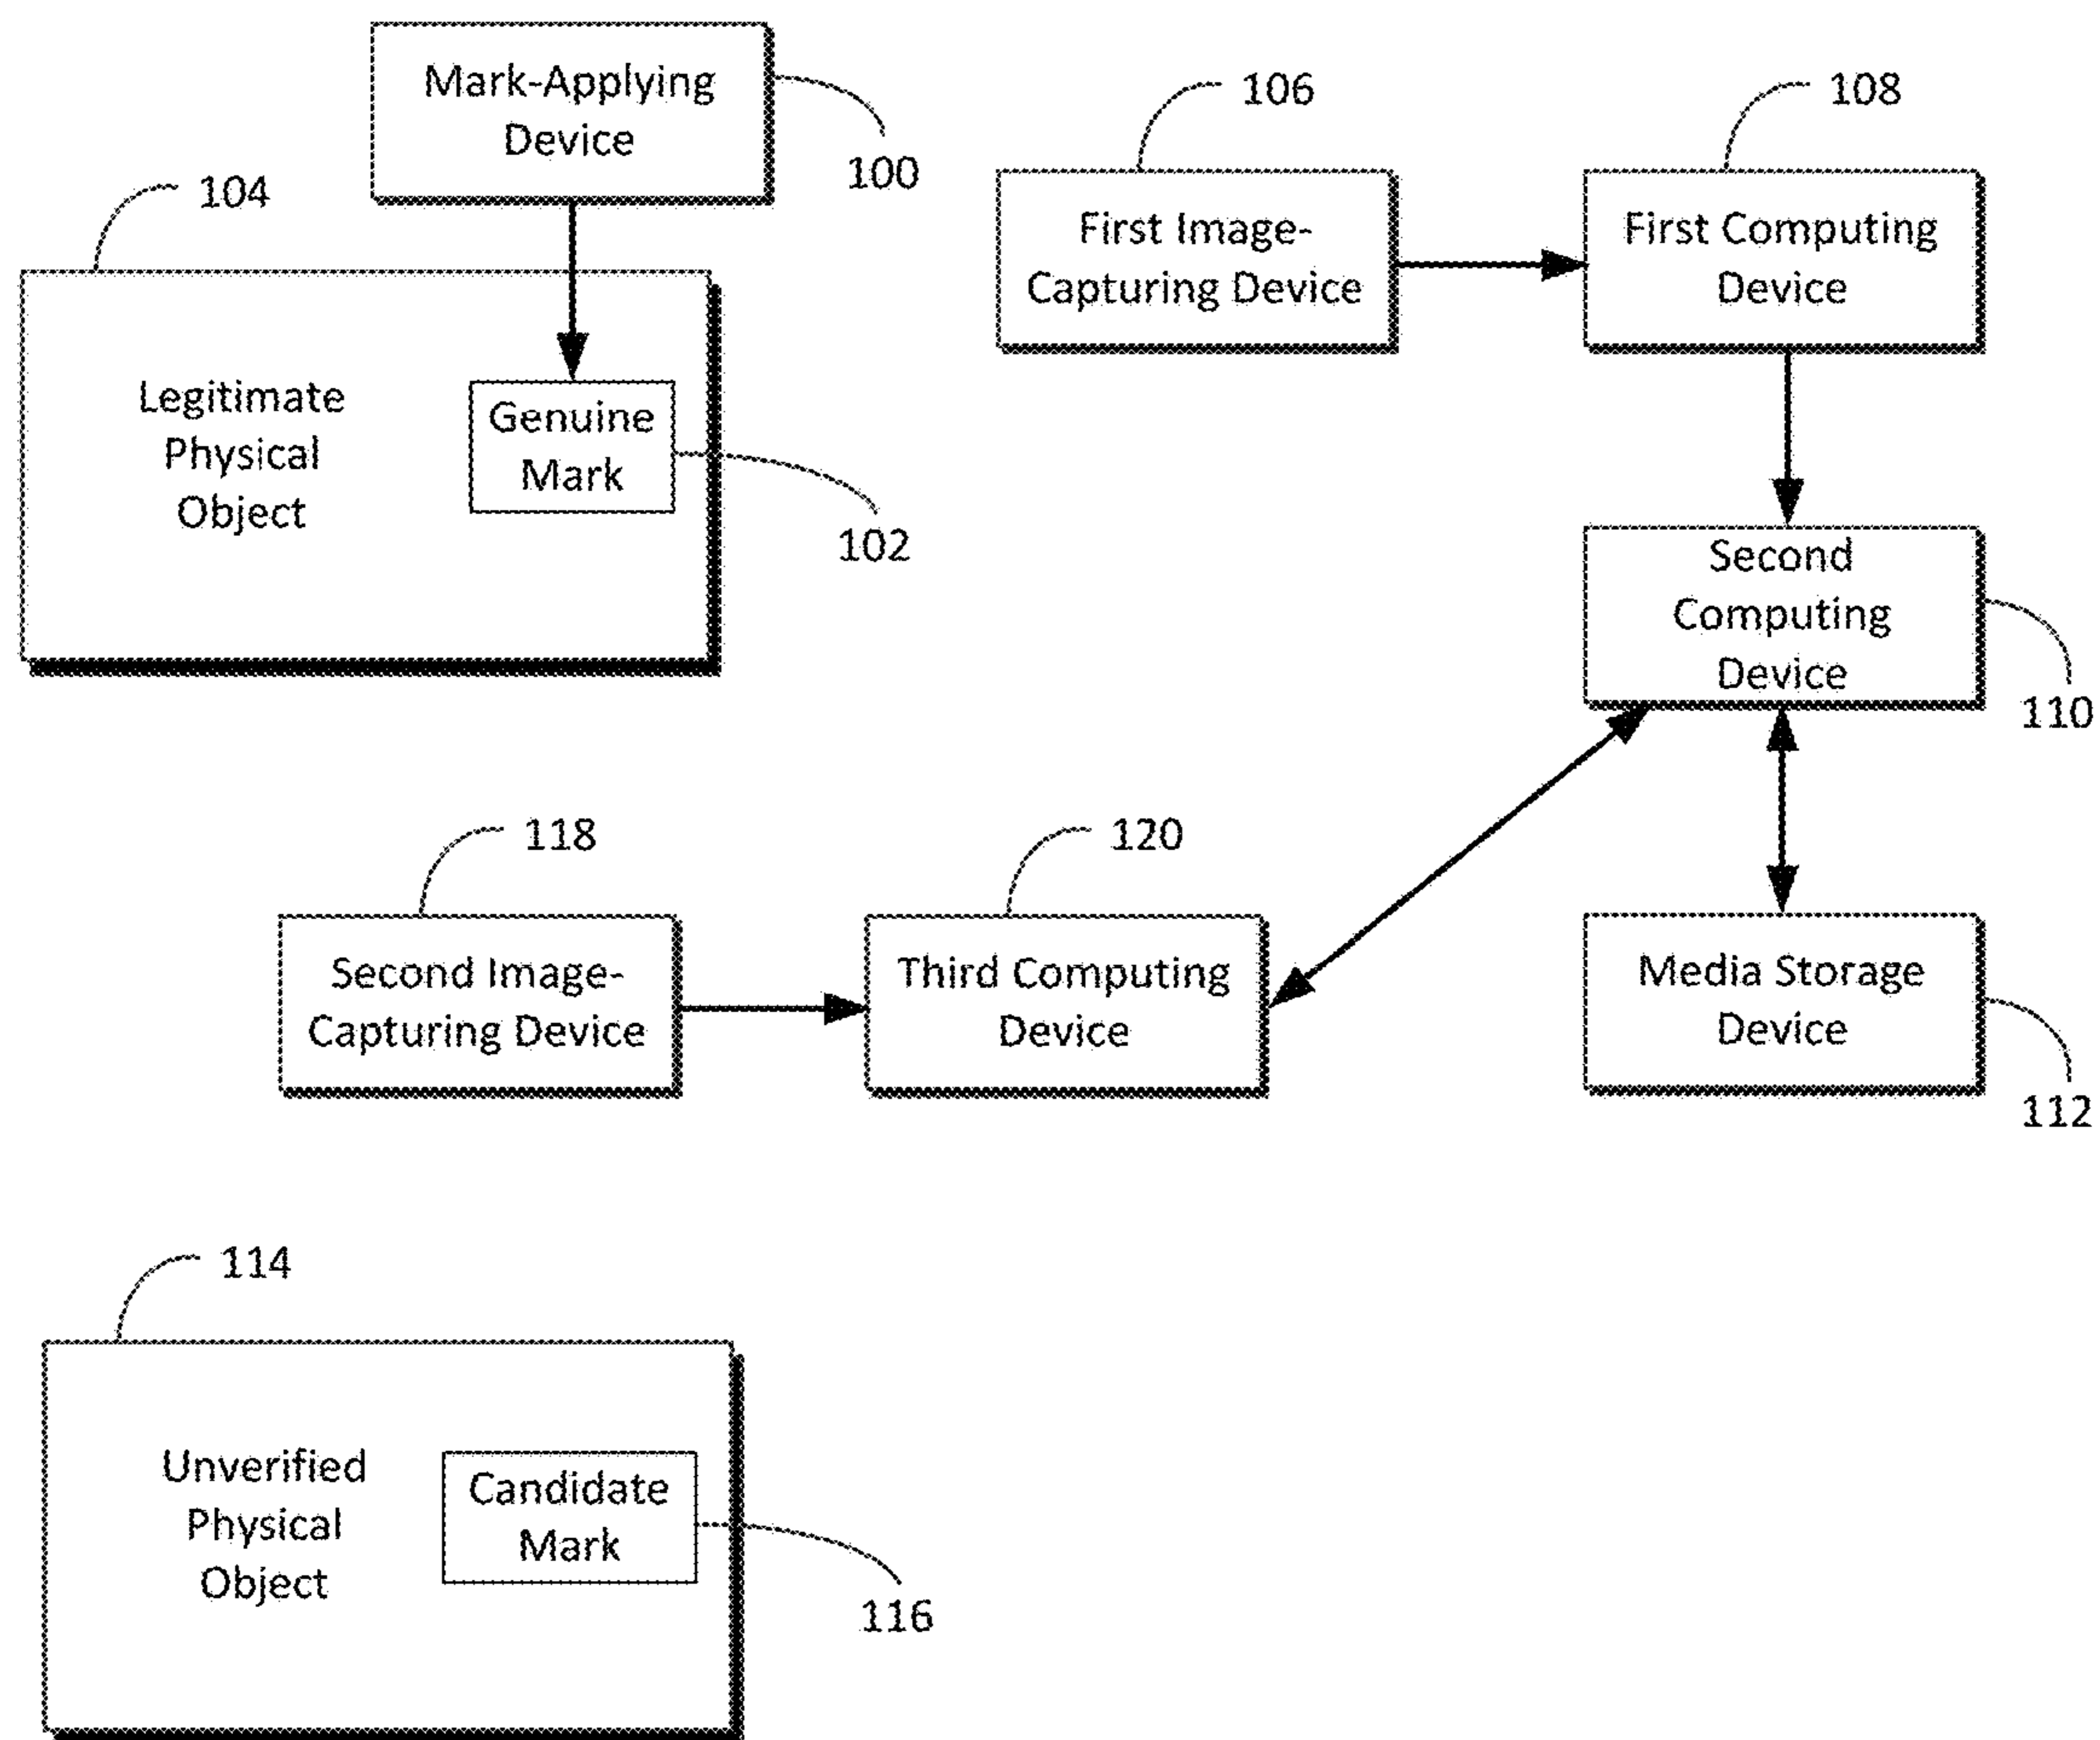 Mark-Applying
Device
100
106
108
104
First Image-
Capturing Device
First Computing
Device
Legitimate
Physical
Object
Genuine
Mark
102
Second
Computing
Device
110
118
120
Second Image-
Capturing Device
Third Computing
Device
Media Storage
Device
112
114
Unverified
Physical
Object
Candidate
Mark
116